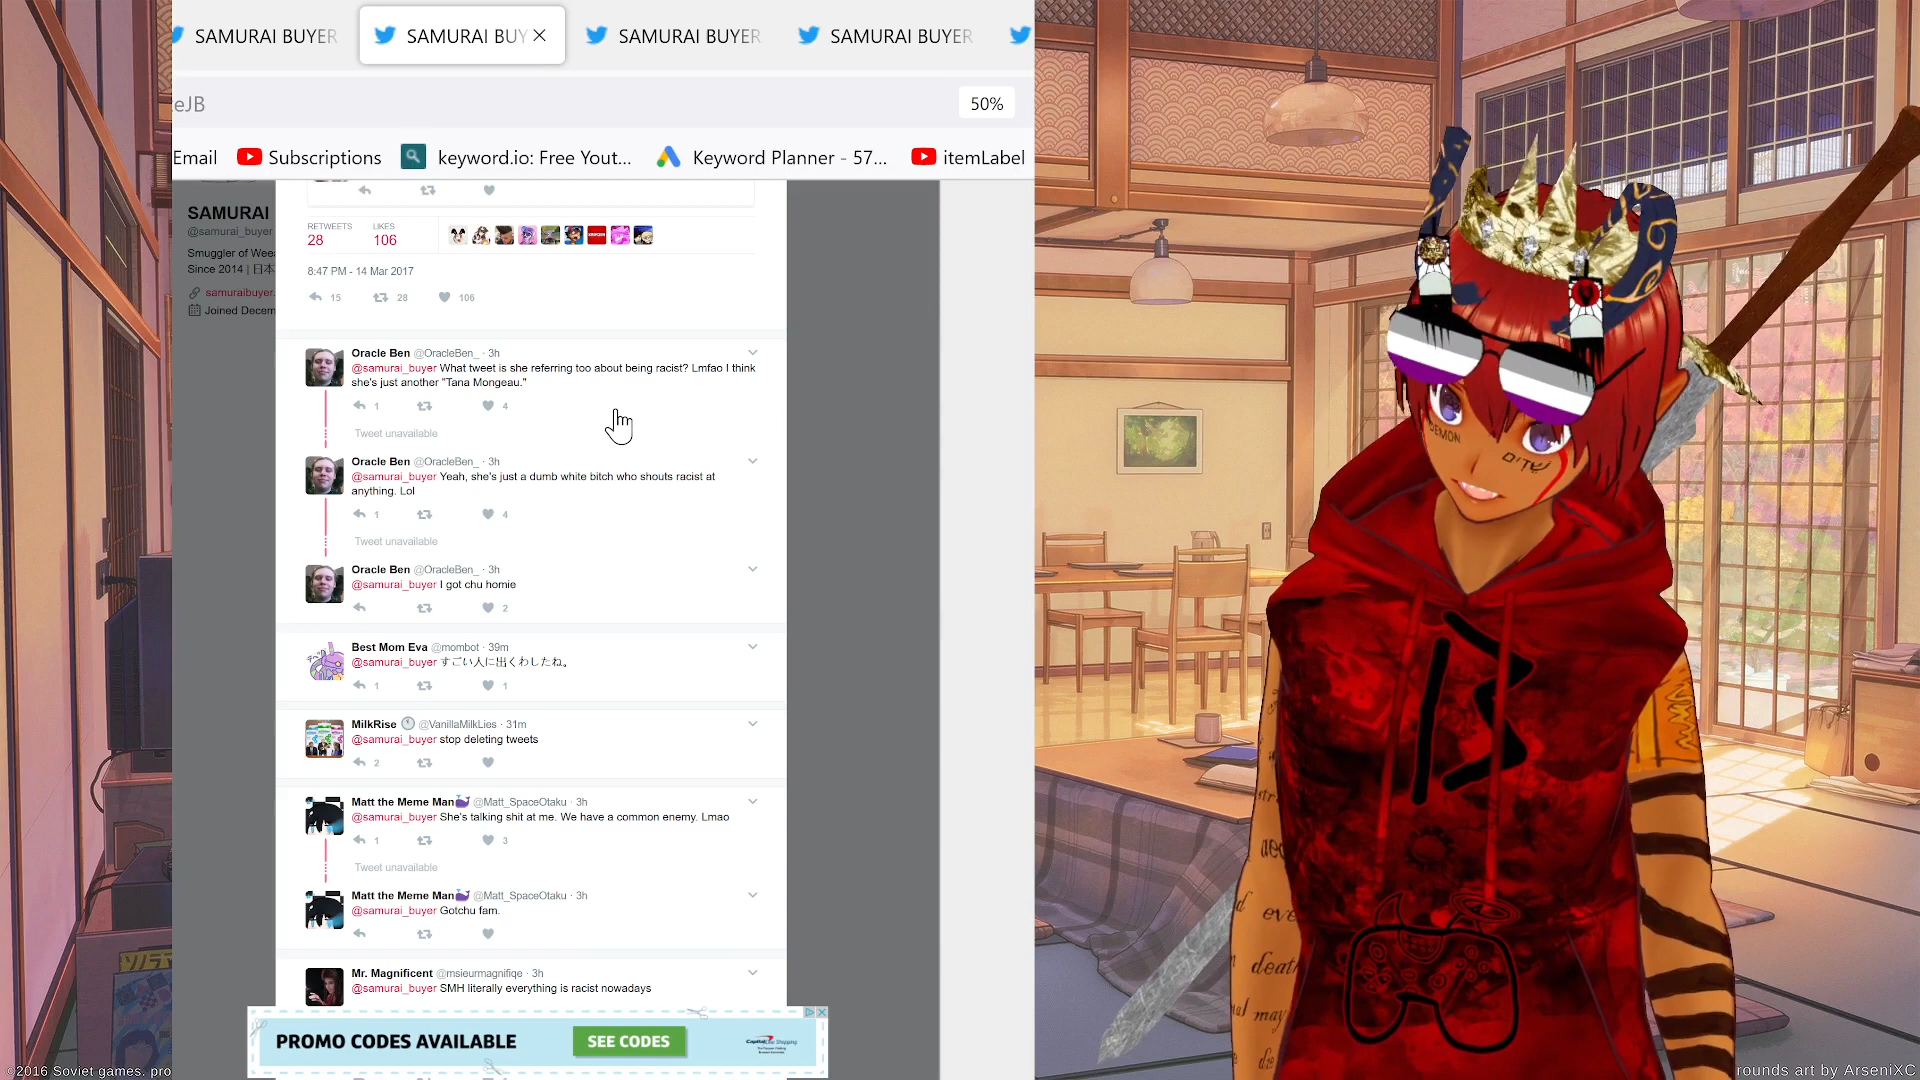 SAMURAI BUYER
SAMURAI BUY
SAMURAI BUYER
SAMURAI BUYER
eJB
50%
Email
Subscriptions
keyword.io: Free Yout...
Keyword Planner - 57...
itemLabel
SAMURAI
@samurai_buyer
Smuggler of Wee
Since 2014 | 日本
samuraibuyer.
Joined Decem
RETWEETS
28
LIKES
106
8:47 PM - 14 Mar 2017
15
28
106
Oracle Ben @OracleBen_ · 3h
@samurai_buyer What tweet is she referring too about being racist? Lmfao I think
she's just another "Tana Mongeau."
1
4
Tweet unavailable
Oracle Ben @OracleBen_ · 3h
@samurai_buyer Yeah, she's just a dumb white bitch who shouts racist at
anything. Lol
1
4
Tweet unavailable
Oracle Ben @OracleBen_ · 3h
@samurai_buyer I got chu homie
2
Best Mom Eva @mombot · 39m
@samurai_buyer すごい人に出くわしたね。
1
1
MilkRise @VanillaMilkLies · 31m
@samurai_buyer stop deleting tweets
2
Matt the Meme Man @Matt_SpaceOtaku · 3h
@samurai_buyer She's talking shit at me. We have a common enemy. Lmao
1
3
Tweet unavailable
Matt the Meme Man @Matt_SpaceOtaku · 3h
@samurai_buyer Gotchu fam.
Mr. Magnificent @msieurmagnifiqe · 3h
@samurai_buyer SMH literally everything is racist nowadays
PROMO CODES AVAILABLE
SEE CODES
Capital One Shopping
DEMON
שדים
B
eve
death
may
©2016 Soviet games. pro
rounds art by ArseniXC